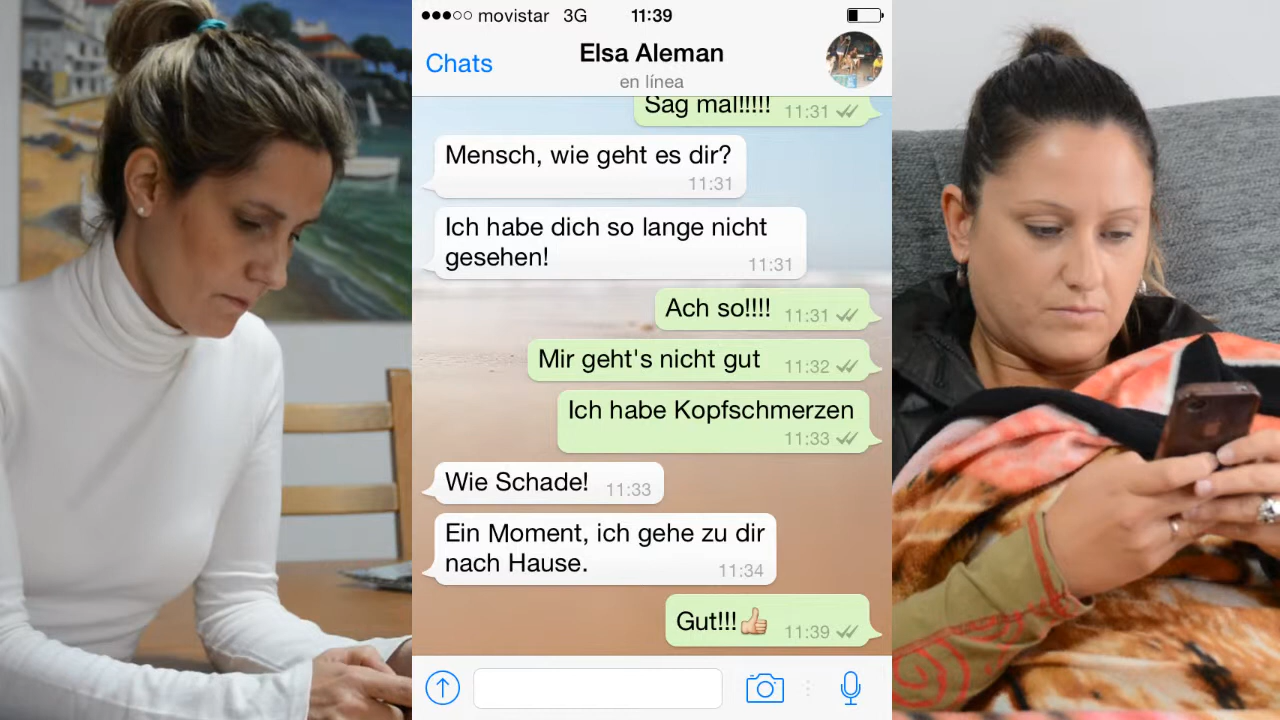 movistar 3G 11:39
Chats
Elsa Aleman
en línea
Sag mal!!!!! 11:31
Mensch, wie geht es dir?
11:31
Ich habe dich so lange nicht
gesehen! 11:31
Ach so!!!! 11:31
Mir geht's nicht gut 11:32
Ich habe Kopfschmerzen
11:33
Wie Schade! 11:33
Ein Moment, ich gehe zu dir
nach Hause. 11:34
Gut!!!👍 11:39